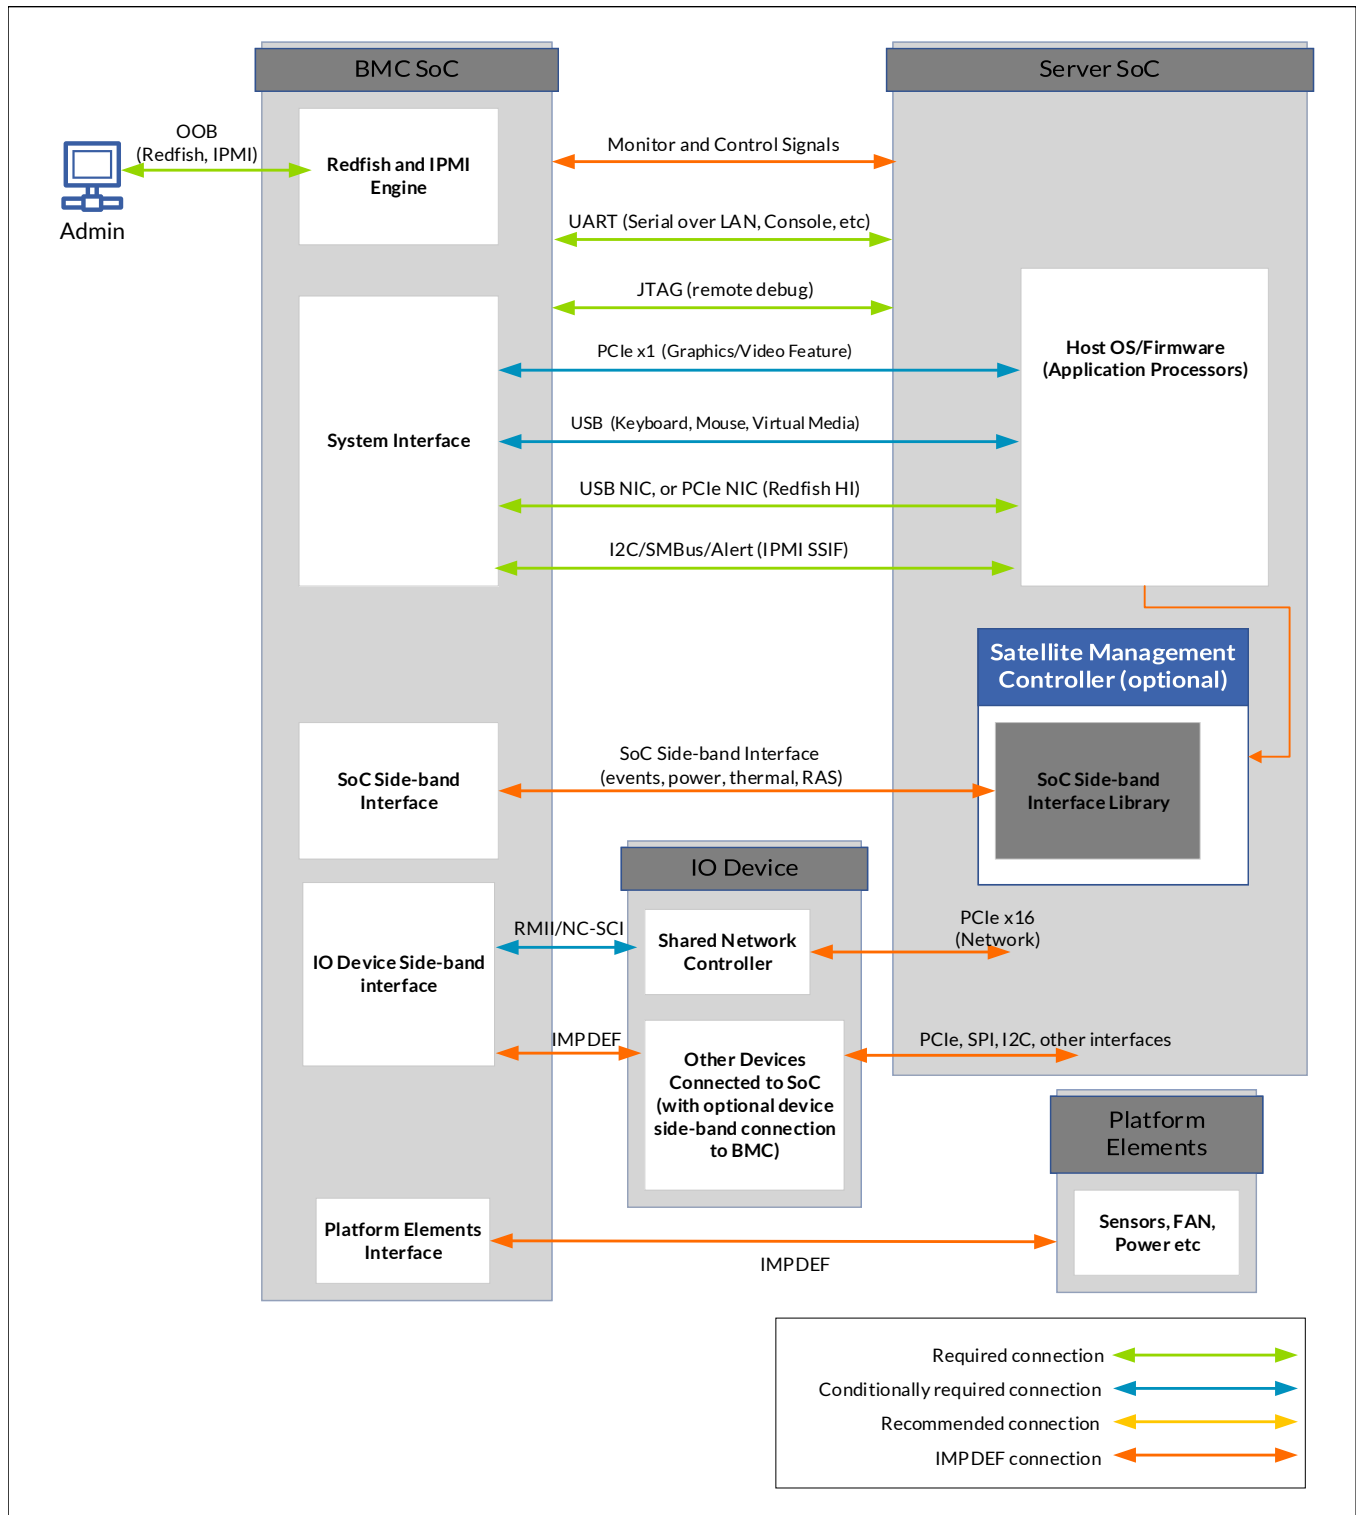 BMC SoC
Server SoC
OOB
(Redfish, IPMI)
Admin
Redfish and IPMI
Engine
Monitor and Control Signals
UART (Serial over LAN, Console, etc)
JTAG (remote debug)
PCIe x1 (Graphics/Video Feature)
Host OS/Firmware
(Application Processors)
System Interface
USB (Keyboard, Mouse, Virtual Media)
USB NIC, or PCIe NIC (Redfish HI)
I2C/SMBus/Alert (IPMI SSIF)
Satellite Management
Controller (optional)
SoC Side-band
Interface
SoC Side-band Interface
(events, power, thermal, RAS)
SoC Side-band
Interface Library
IO Device
IO Device Side-band
interface
RMII/NC-SCI
Shared Network
Controller
PCIe x16
(Network)
IMPDEF
Other Devices
Connected to SoC
(with optional device
side-band connection
to BMC)
PCIe, SPI, I2C, other interfaces
Platform
Elements
Platform Elements
Interface
IMPDEF
Sensors, FAN,
Power etc
Required connection
Conditionally required connection
Recommended connection
IMPDEF connection